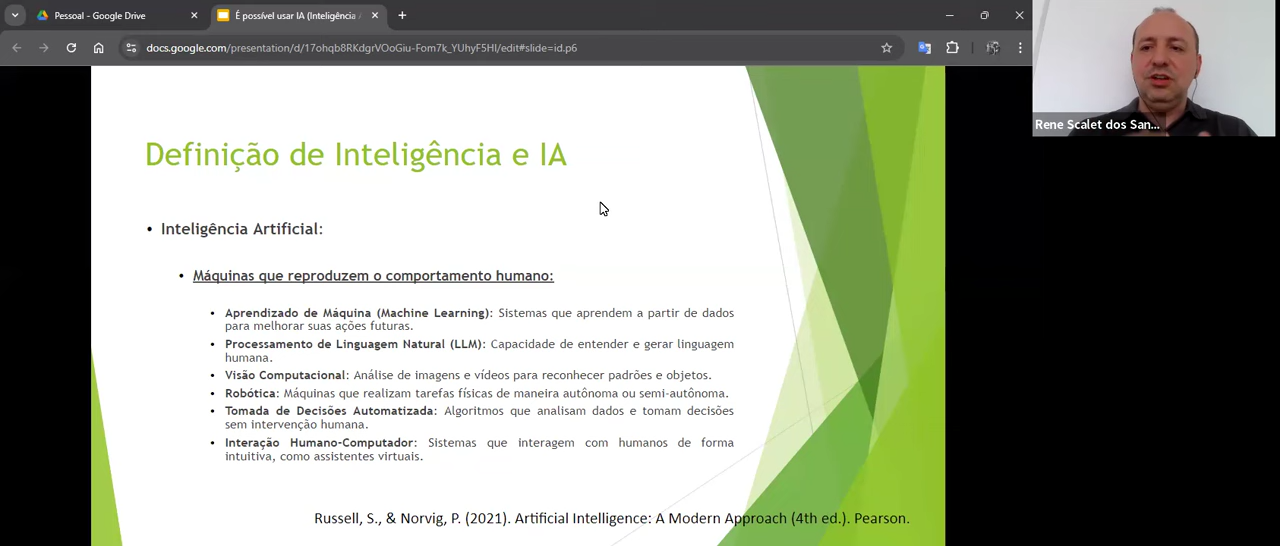 Pessoal - Google Drive
É possível usar IA (Inteligência A
docs.google.com/presentation/d/17ohqb8RKdgrVOoGiu-Fom7k_YUhyF5HI/edit#slide=id.p6
Rene Scalet dos San...
Definição de Inteligência e IA
• Inteligência Artificial:
• Máquinas que reproduzem o comportamento humano:
• Aprendizado de Máquina (Machine Learning): Sistemas que aprendem a partir de dados
para melhorar suas ações futuras.
• Processamento de Linguagem Natural (LLM): Capacidade de entender e gerar linguagem
humana.
• Visão Computacional: Análise de imagens e vídeos para reconhecer padrões e objetos.
• Robótica: Máquinas que realizam tarefas físicas de maneira autônoma ou semi-autônoma.
• Tomada de Decisões Automatizada: Algoritmos que analisam dados e tomam decisões
sem intervenção humana.
• Interação Humano-Computador: Sistemas que interagem com humanos de forma
intuitiva, como assistentes virtuais.
Russell, S., & Norvig, P. (2021). Artificial Intelligence: A Modern Approach (4th ed.). Pearson.